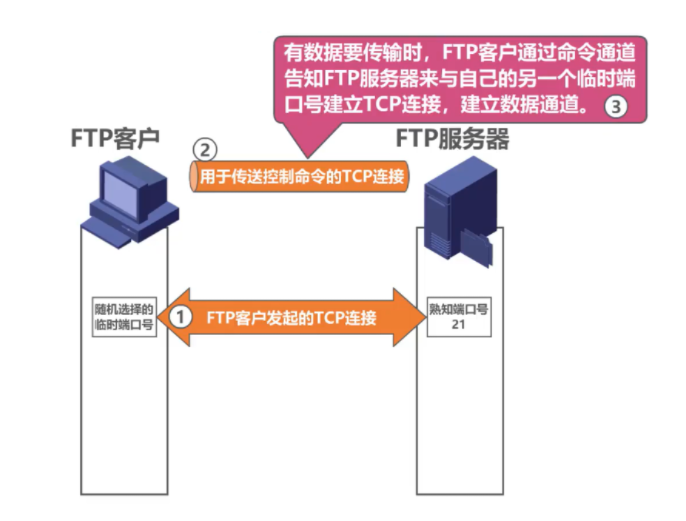 有数据要传输时，FTP客户通过命令通道
告知FTP服务器来与自己的另一个临时端
口号建立TCP连接，建立数据通道。 ③
FTP客户
②
FTP服务器
用于传送控制命令的TCP连接
随机选择的
临时端口号
①
FTP客户发起的TCP连接
熟知端口号
21